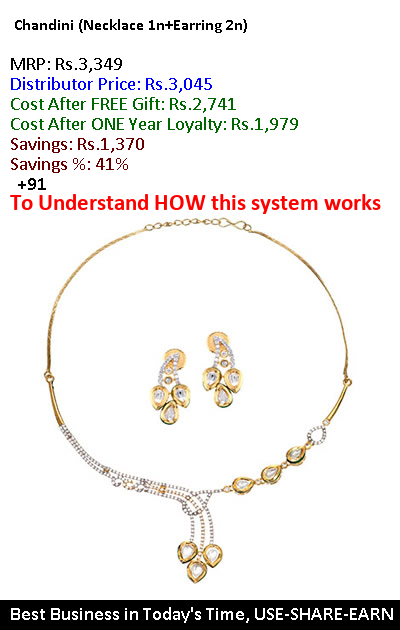 Chandini (Necklace 1n+Earring 2n)
MRP: Rs.3,349
Distributor Price: Rs.3,045
Cost After FREE Gift: Rs.2,741
Cost After ONE Year Loyalty: Rs.1,979
Savings: Rs.1,370
Savings %: 41%
+91
To Understand HOW this system works
Best Business in Today's Time, USE-SHARE-EARN